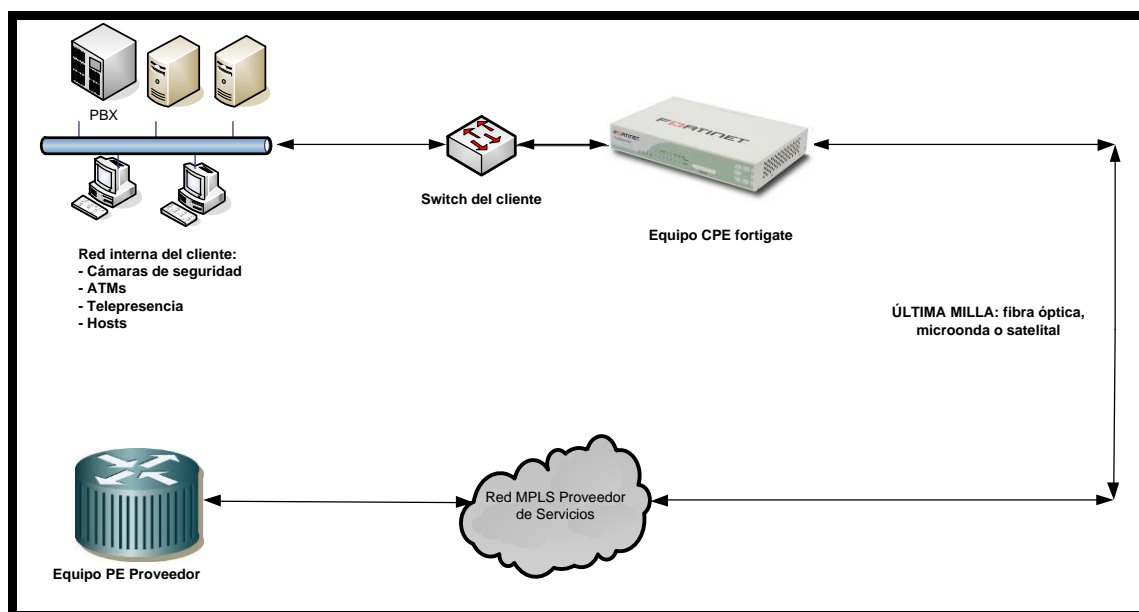 PBX
FORTINET
FORTINET
Switch del cliente
Equipo CPE fortigate
Red interna del cliente:
- Cámaras de seguridad
- ATMs
- Telepresencia
- Hosts
ÚLTIMA MILLA: fibra óptica,
microonda o satelital
Red MPLS Proveedor
de Servicios
Equipo PE Proveedor